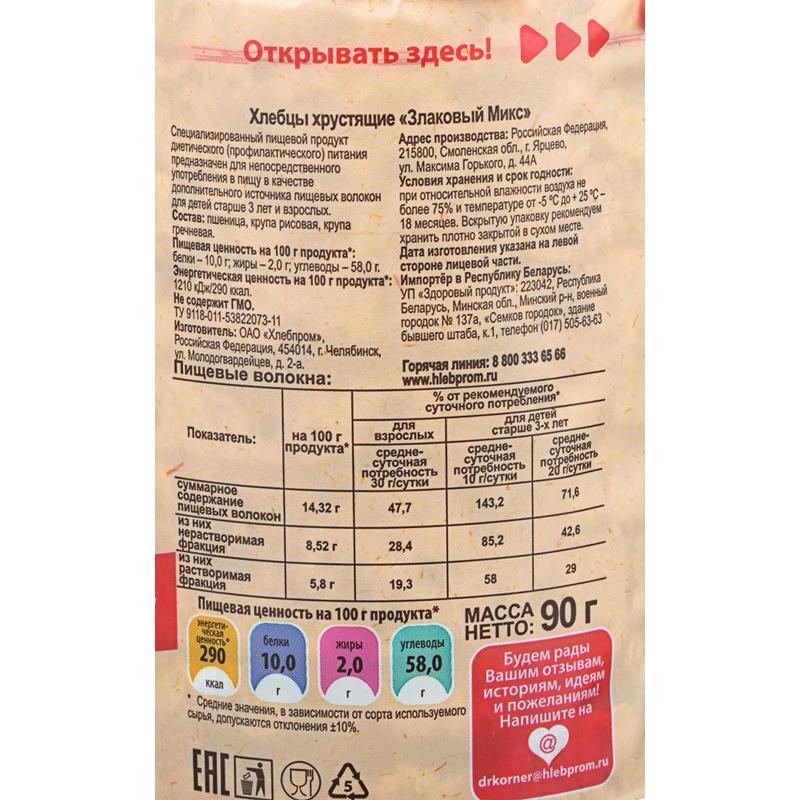 Открывать здесь!
Хлебцы хрустящие «Злаковый Микс»
Специализированный пищевой продукт
диетического (профилактического) питания
предназначен для непосредственного
употребления в пищу в качестве
дополнительного источника пищевых волокон
для детей старше 3 лет и взрослых.
Состав: пшеница, крупа рисовая, крупа
гречневая.
Пищевая ценность на 100 г продукта*:
белки – 10,0 г; жиры – 2,0 г; углеводы – 58,0 г.
Энергетическая ценность на 100 г продукта*:
1210 кДж/290 ккал.
Не содержит ГМО.
ТУ 9118-011-53822073-11
Изготовитель: ОАО «Хлебпром»,
Российская Федерация, 454014, г. Челябинск,
ул. Молодогвардейцев, д. 2-а.
Адрес производства: Российская Федерация,
215800, Смоленская обл., г. Ярцево,
ул. Максима Горького, д. 44А
Условия хранения и срок годности:
при относительной влажности воздуха не
более 75% и температуре от -5 ºС до + 25 ºС –
18 месяцев. Вскрытую упаковку рекомендуем
хранить плотно закрытой в сухом месте.
Дата изготовления указана на левой
стороне лицевой части.
Импортёр в Республику Беларусь:
УП «Здоровый продукт»: 223042, Республика
Беларусь, Минская обл., Минский р-н, военный
городок № 137а, «Семков городок», здание
бывшего штаба, к.1, телефон (017) 505-63-63
Горячая линия: 8 800 333 65 66
www.hlebprom.ru
Пищевые волокна:
Показатель:
на 100 г
продукта*
% от рекомендуемого
суточного потребления*
для
взрослых
для детей
старше 3-х лет
средне-
суточная
потребность
30 г/сутки
средне-
суточная
потребность
10 г/сутки
средне-
суточная
потребность
20 г/сутки
суммарное
содержание
пищевых волокон
14,32 г
47,7
143,2
71,6
из них
нерастворимая
фракция
8,52 г
28,4
85,2
42,6
из них
растворимая
фракция
5,8 г
19,3
58
29
Пищевая ценность на 100 г продукта*
энергети-
ческая
ценность*
290
ккал
белки
10,0
г
жиры
2,0
г
углеводы
58,0
г
* Средние значения, в зависимости от сорта используемого
сырья, допускаются отклонения ±10%.
МАССА
НЕТТО: 90 г
Будем рады
Вашим отзывам,
историям, идеям
и пожеланиям!
Напишите на
@
drkorner@hlebprom.ru
ЕАС
5